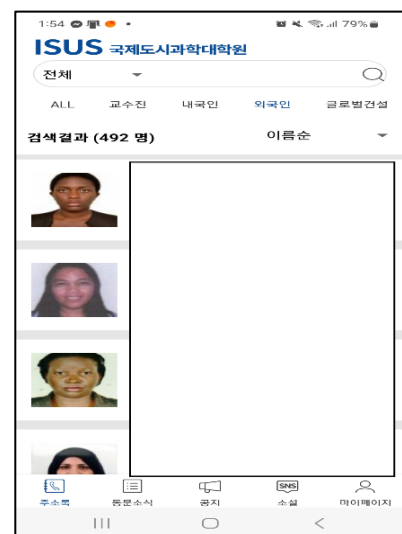 1:54
79%
ISUS 국제도시과학대학원
전체
ALL 교수진 내국인 외국인 글로벌건설
검색결과 (492 명) 이름순
주소록 동문소식 공지 SNS 소셜 마이페이지